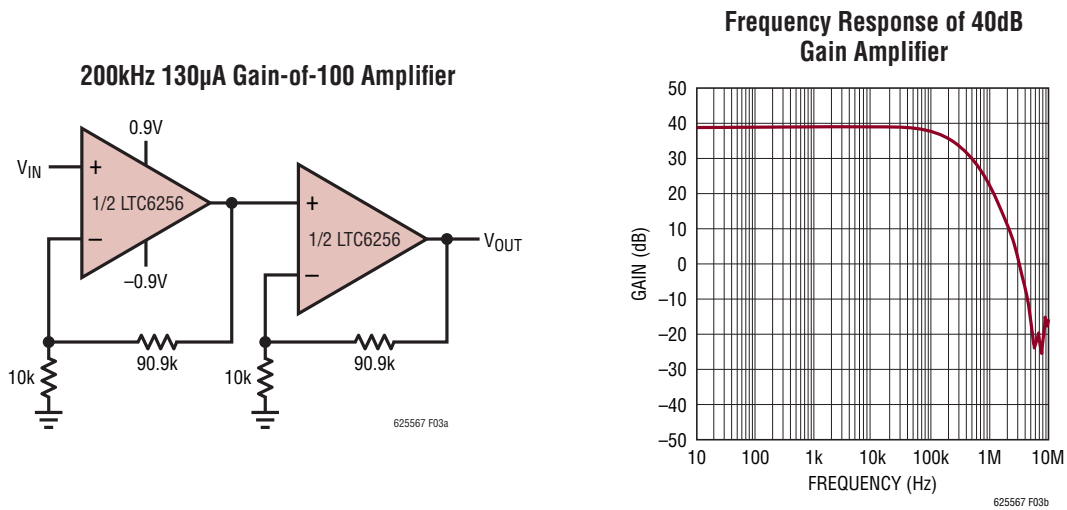 200kHz 130µA Gain-of-100 Amplifier
0.9V
VIN
+
1/2 LTC6256
–
–0.9V
+
1/2 LTC6256
–
VOUT
90.9k
10k
90.9k
10k
625567 F03a
Frequency Response of 40dB
Gain Amplifier
GAIN (dB)
50
40
30
20
10
0
–10
–20
–30
–40
–50
10 100 1k 10k 100k 1M 10M
FREQUENCY (Hz)
625567 F03b